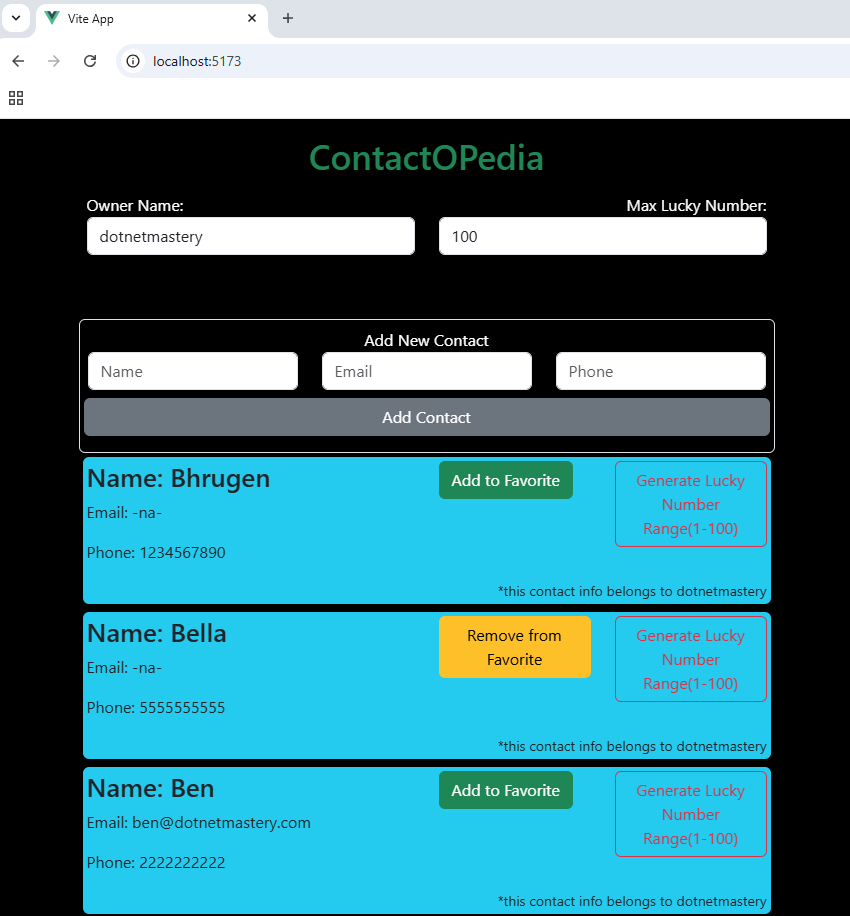 Vite App
localhost:5173
ContactOPedia
Owner Name:
Max Lucky Number:
dotnetmastery
100
Add New Contact
Name
Email
Phone
Add Contact
Name: Bhrugen
Add to Favorite
Generate Lucky
Number
Range(1-100)
Email: -na-
Phone: 1234567890
*this contact info belongs to dotnetmastery
Name: Bella
Remove from
Favorite
Generate Lucky
Number
Range(1-100)
Email: -na-
Phone: 5555555555
*this contact info belongs to dotnetmastery
Name: Ben
Add to Favorite
Generate Lucky
Number
Range(1-100)
Email: ben@dotnetmastery.com
Phone: 2222222222
*this contact info belongs to dotnetmastery